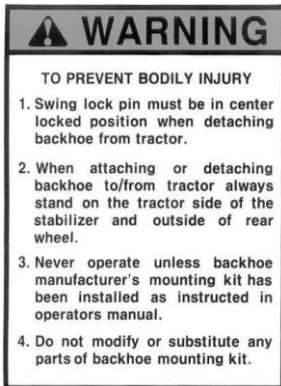 WARNING
TO PREVENT BODILY INJURY
1. Swing lock pin must be in center
locked position when detaching
backhoe from tractor.
2. When attaching or detaching
backhoe to/from tractor always
stand on the tractor side of the
stabilizer and outside of rear
wheel.
3. Never operate unless backhoe
manufacturer's mounting kit has
been installed as instructed in
operators manual.
4. Do not modify or substitute any
parts of backhoe mounting kit.